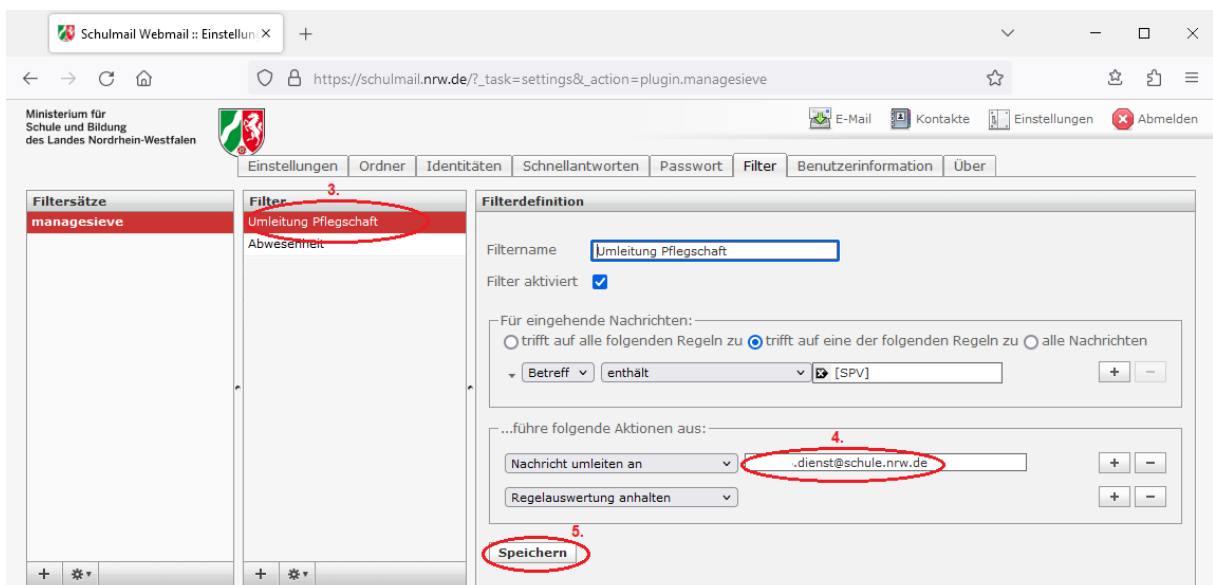 Schulmail Webmail :: Einstellun
https://schulmail.nrw.de/?_task=settings&_action=plugin.managesieve
Ministerium für
Schule und Bildung
des Landes Nordrhein-Westfalen
E-Mail Kontakte Einstellungen Abmelden
Einstellungen Ordner Identitäten Schnellantworten Passwort Filter Benutzerinformation Über
3.
Filtersätze Filter Filterdefinition
managesieve Umleitung Pflegschaft
Abwesenheit
Filtername Umleitung Pflegschaft
Filter aktiviert
Für eingehende Nachrichten:
trifft auf alle folgenden Regeln zu trifft auf eine der folgenden Regeln zu alle Nachrichten
Betreff enthält [SPV] + −
...führe folgende Aktionen aus:
4.
Nachricht umleiten an .dienst@schule.nrw.de + −
Regelauswertung anhalten + −
5.
Speichern
+ +